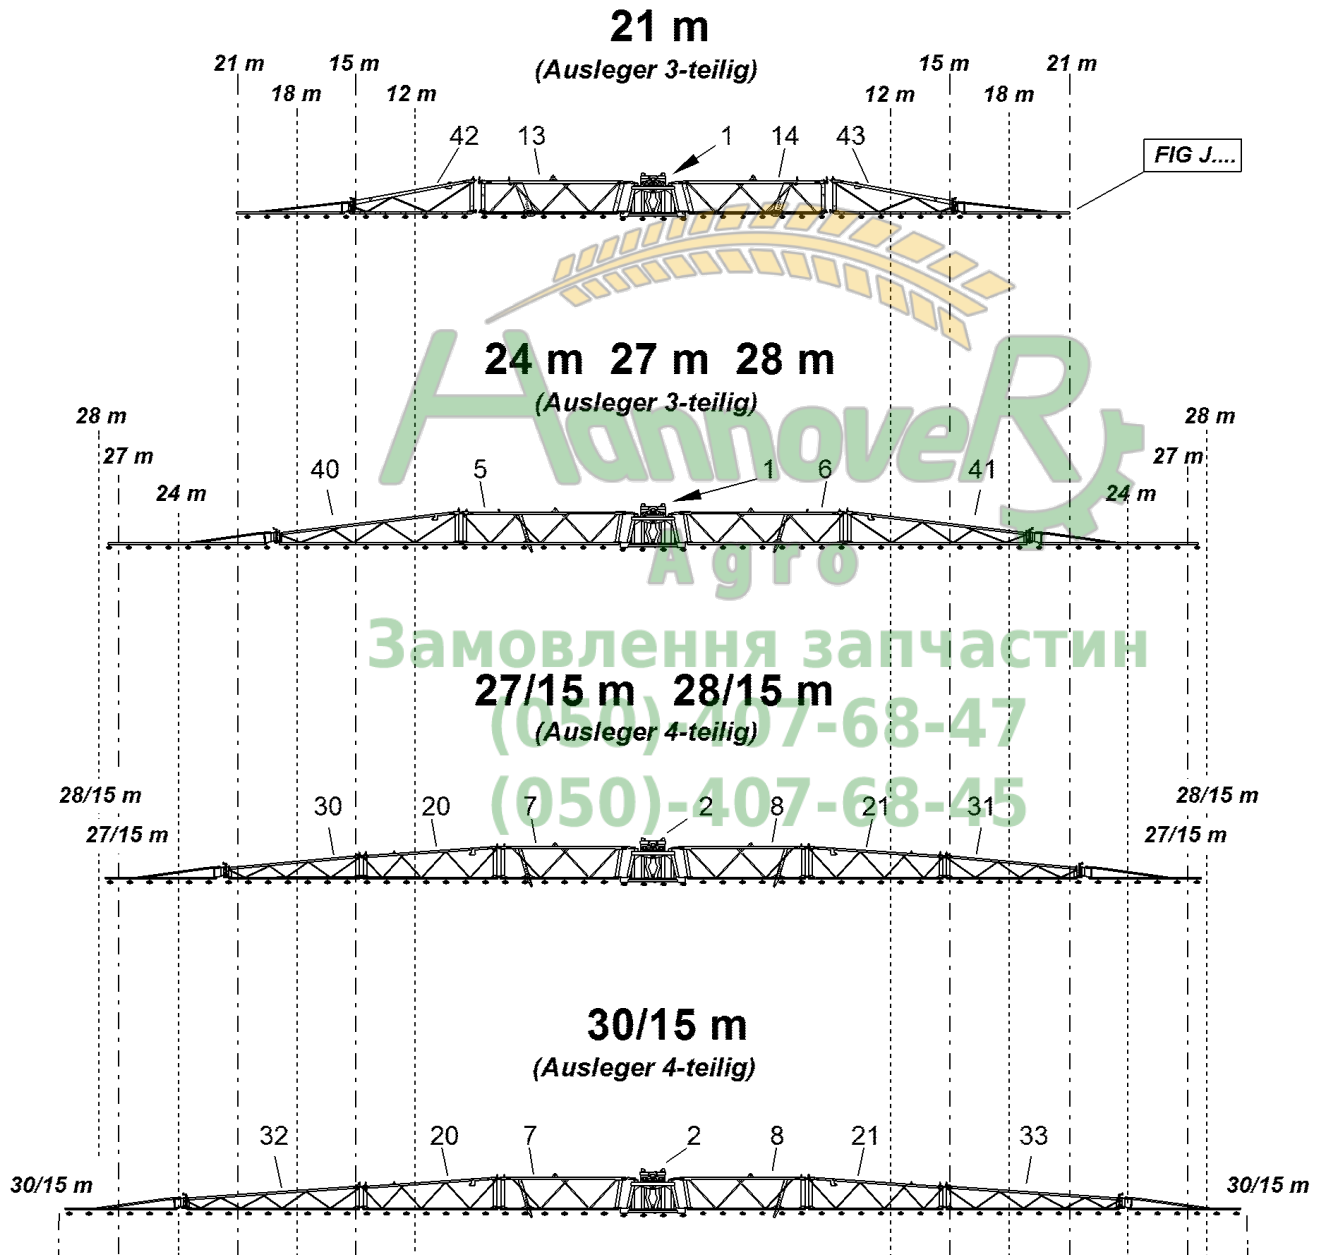 21 m
(Ausleger 3-teilig)
21 m 15 m 15 m 21 m
18 m 12 m 12 m 18 m
42 13 1 14 43
FIG J....
24 m 27 m 28 m
(Ausleger 3-teilig)
28 m 28 m
27 m 27 m
24 m 24 m
40 5 1 6 41
HannoveR
Agro
Замовлення запчастин
27/15 m 28/15 m
(050)-407-68-47
(Ausleger 4-teilig)
(050)-407-68-45
28/15 m 28/15 m
30 20 7 2 8 21 31
27/15 m 27/15 m
30/15 m
(Ausleger 4-teilig)
32 20 7 2 8 21 33
30/15 m 30/15 m